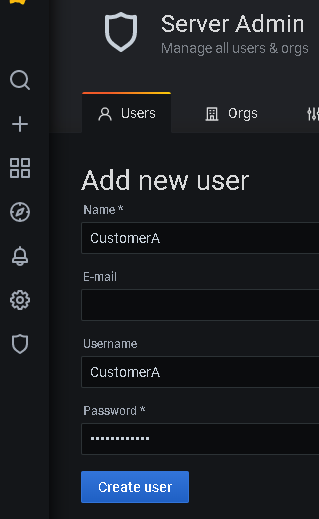 Server Admin
Manage all users & orgs
Users
Orgs
Add new user
Name *
CustomerA
E-mail
Username
CustomerA
Password *
••••••••••••
Create user